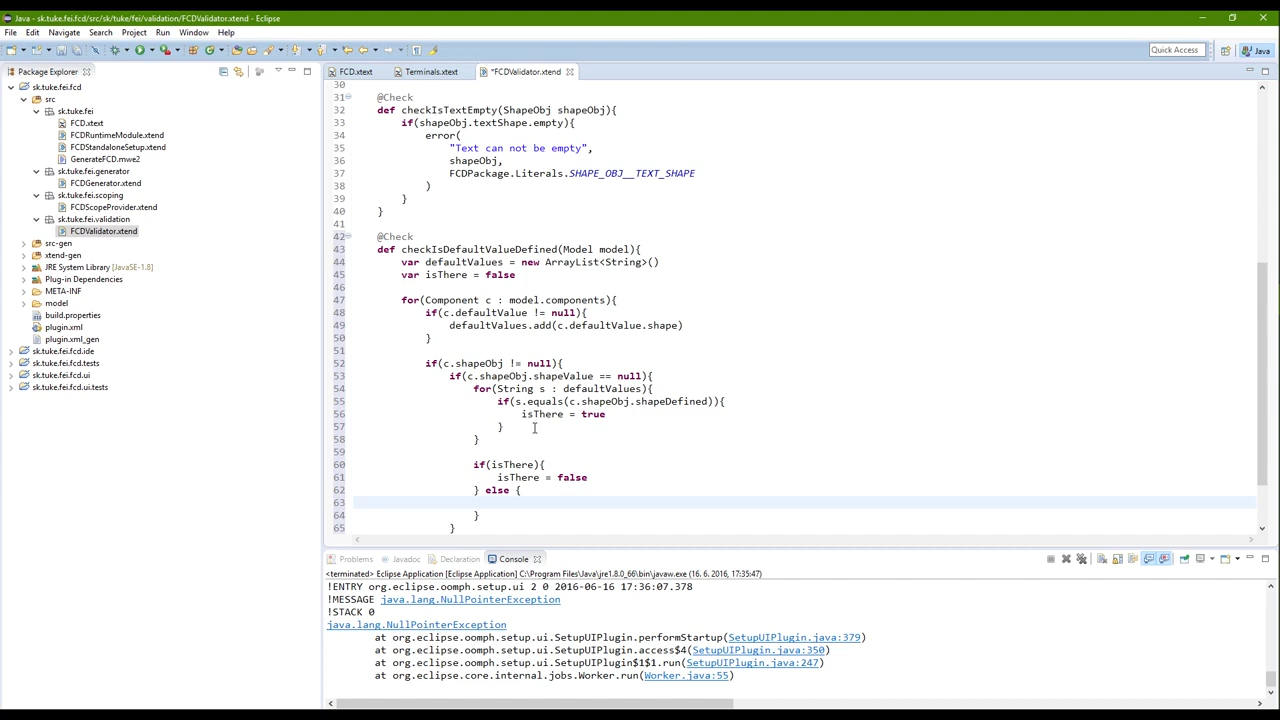 Java - sk.tuke.fei.fcd/src/sk/tuke/fei/validation/FCDValidator.xtend - Eclipse
File Edit Source Navigate Search Project Run Window Help
Quick Access Java
Package Explorer
sk.tuke.fei.fcd
src
sk.tuke.fei
FCD.xtext
FCDRuntimeModule.xtend
FCDStandaloneSetup.xtend
GenerateFCD.mwe2
sk.tuke.fei.generator
FCDGenerator.xtend
sk.tuke.fei.scoping
FCDScopeProvider.xtend
sk.tuke.fei.validation
FCDValidator.xtend
src-gen
xtend-gen
JRE System Library [JavaSE-1.8]
Plug-in Dependencies
META-INF
model
build.properties
plugin.xml
plugin.xml_gen
sk.tuke.fei.fcd.ide
sk.tuke.fei.fcd.tests
sk.tuke.fei.fcd.ui
sk.tuke.fei.fcd.ui.tests
FCD.xtext Terminals.xtext *FCDValidator.xtend
30
31 @Check
32 def checkIsTextEmpty(ShapeObj shapeObj){
33 if(shapeObj.textShape.empty){
34 error(
35 "Text can not be empty",
36 shapeObj,
37 FCDPackage.Literals.SHAPE_OBJ__TEXT_SHAPE
38 )
39 }
40 }
41
42 @Check
43 def checkIsDefaultValueDefined(Model model){
44 var defaultValues = new ArrayList<String>()
45 var isThere = false
46
47 for(Component c : model.components){
48 if(c.defaultValue != null){
49 defaultValues.add(c.defaultValue.shape)
50 }
51
52 if(c.shapeObj != null){
53 if(c.shapeObj.shapeValue == null){
54 for(String s : defaultValues){
55 if(s.equals(c.shapeObj.shapeDefined)){
56 isThere = true
57 }
58 }
59
60 if(isThere){
61 isThere = false
62 } else {
63
64 }
65 }
Problems Javadoc Declaration Console
<terminated> Eclipse Application [Eclipse Application] C:\Program Files\Java\jre1.8.0_66\bin\javaw.exe (16. 6. 2016, 17:35:47)
!ENTRY org.eclipse.oomph.setup.ui 2 0 2016-06-16 17:36:07.378
!MESSAGE java.lang.NullPointerException
!STACK 0
java.lang.NullPointerException
at org.eclipse.oomph.setup.ui.SetupUIPlugin.performStartup(SetupUIPlugin.java:379)
at org.eclipse.oomph.setup.ui.SetupUIPlugin.access$4(SetupUIPlugin.java:350)
at org.eclipse.oomph.setup.ui.SetupUIPlugin$1$1.run(SetupUIPlugin.java:247)
at org.eclipse.core.internal.jobs.Worker.run(Worker.java:55)